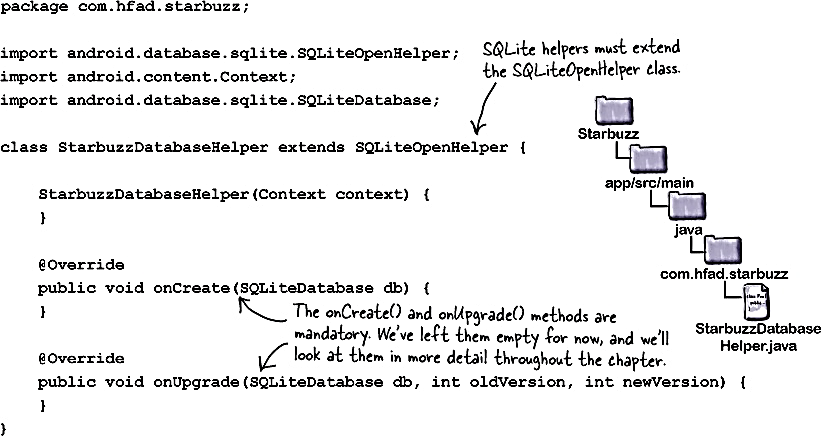 package com.hfad.starbuzz;
import android.database.sqlite.SQLiteOpenHelper;
import android.content.Context;
import android.database.sqlite.SQLiteDatabase;
SQLite helpers must extend
the SQLiteOpenHelper class.
class StarbuzzDatabaseHelper extends SQLiteOpenHelper {
StarbuzzDatabaseHelper(Context context) {
}
@Override
public void onCreate(SQLiteDatabase db) {
}
The onCreate() and onUpgrade() methods are
mandatory. We've left them empty for now, and we'll
look at them in more detail throughout the chapter.
@Override
public void onUpgrade(SQLiteDatabase db, int oldVersion, int newVersion) {
}
}
Starbuzz
app/src/main
java
com.hfad.starbuzz
StarbuzzDatabase
Helper.java